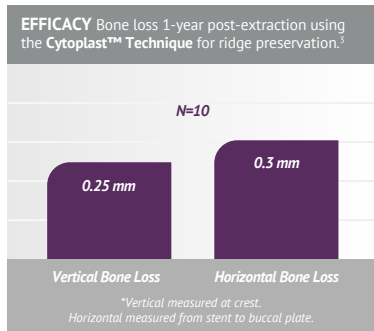 EFFICACY Bone loss 1-year post-extraction using
the Cytoplast™ Technique for ridge preservation.³
N=10
0.25 mm
0.3 mm
Vertical Bone Loss
Horizontal Bone Loss
*Vertical measured at crest.
Horizontal measured from stent to buccal plate.